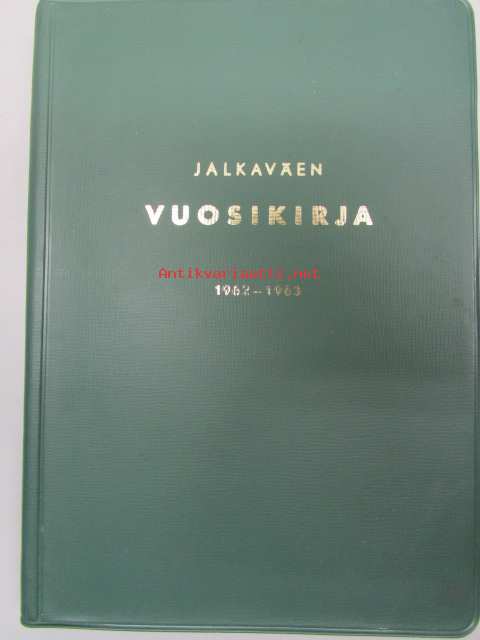 JALKAVÄEN
VUOSIKIRJA
Antikvariaatti.net
1962–1963